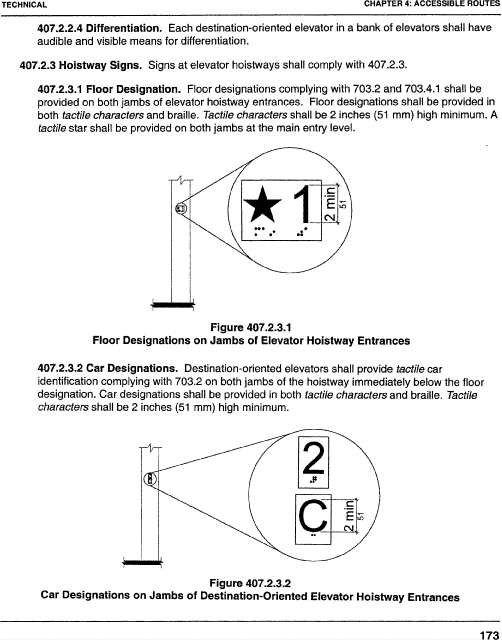 TECHNICAL
CHAPTER 4: ACCESSIBLE ROUTES
407.2.2.4 Differentiation. Each destination-oriented elevator in a bank of elevators shall have
audible and visible means for differentiation.
407.2.3 Hoistway Signs. Signs at elevator hoistways shall comply with 407.2.3.
407.2.3.1 Floor Designation. Floor designations complying with 703.2 and 703.4.1 shall be
provided on both jambs of elevator hoistway entrances. Floor designations shall be provided in
both tactile characters and braille. Tactile characters shall be 2 inches (51 mm) high minimum. A
tactile star shall be provided on both jambs at the main entry level.
★1
2 min
51
Figure 407.2.3.1
Floor Designations on Jambs of Elevator Hoistway Entrances
407.2.3.2 Car Designations. Destination-oriented elevators shall provide tactile car
identification complying with 703.2 on both jambs of the hoistway immediately below the floor
designation. Car designations shall be provided in both tactile characters and braille. Tactile
characters shall be 2 inches (51 mm) high minimum.
2
C
2 min
51
Figure 407.2.3.2
Car Designations on Jambs of Destination-Oriented Elevator Hoistway Entrances
173